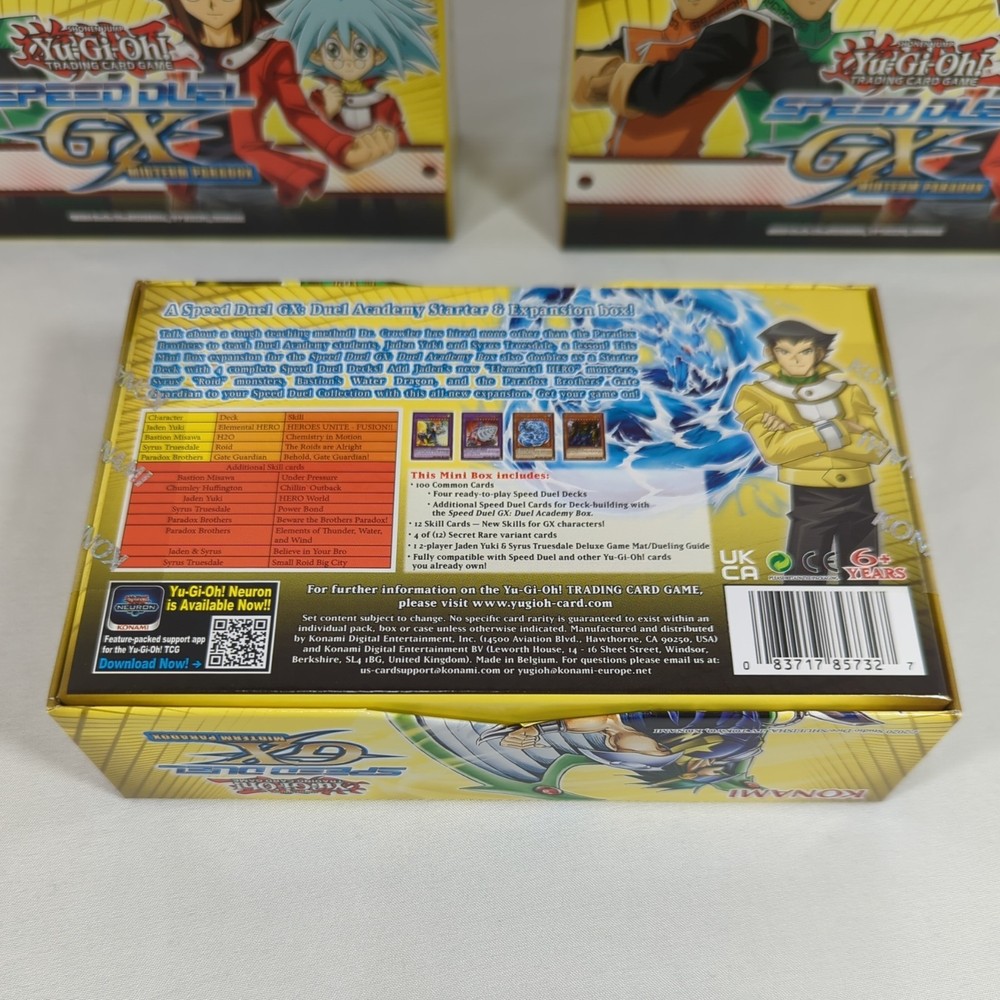 SHONEN JUMP
Yu-Gi-Oh!
TRADING CARD GAME
SPEED DUEL
GX
MIDTERM PARADOX
SHONEN JUMP
Yu-Gi-Oh!
TRADING CARD GAME
SPEED DUEL
GX
MIDTERM PARADOX
A Speed Duel GX: Duel Academy Starter & Expansion box!
Talk about a tough teaching method! Dr. Crowler has hired none other than the Paradox
Brothers to teach Duel Academy students, Jaden Yuki and Syrus Truesdale, a lesson! This
Mini Box expansion for the Speed Duel GX: Duel Academy Box also doubles as a Starter
Deck with 4 complete Speed Duel Decks! Add Jaden's new "Elemental HERO" monsters,
Syrus' "Roid" monsters, Bastion's Water Dragon, and the Paradox Brothers' Gate
Guardian to your Speed Duel Collection with this all new expansion. Get your game on!
Character Deck Skill
Jaden Yuki Elemental HERO HEROES UNITE - FUSION!!
Bastion Misawa H2O Chemistry in Motion
Syrus Truesdale Roid The Roids are Alright
Paradox Brothers Gate Guardian Behold, Gate Guardian!
Additional Skill cards
Bastion Misawa Under Pressure
Chumley Huffington Chillin' Outback
Jaden Yuki HERO World
Syrus Truesdale Power Bond
Paradox Brothers Beware the Brothers Paradox!
Paradox Brothers Elements of Thunder, Water,
and Wind
Jaden & Syrus Believe in Your Bro
Syrus Truesdale Small Roid Big City
This Mini Box includes:
• 100 Common Cards
• Four ready-to-play Speed Duel Decks
• Additional Speed Duel Cards for Deck-building with
the Speed Duel GX: Duel Academy Box.
• 12 Skill Cards — New Skills for GX characters!
• 4 of (12) Secret Rare variant cards
• 1 2-player Jaden Yuki & Syrus Truesdale Deluxe Game Mat/Dueling Guide
• Fully compatible with Speed Duel and other Yu-Gi-Oh! cards
you already own!
UK
CA
CE
6+
YEARS
NEURON
KONAMI
Yu-Gi-Oh! Neuron
is Available Now!!
Feature-packed support app
for the Yu-Gi-Oh! TCG
Download Now! →
For further information on the Yu-Gi-Oh! TRADING CARD GAME,
please visit www.yugioh-card.com
Set content subject to change. No specific card rarity is guaranteed to exist within an
individual pack, box or case unless otherwise indicated. Manufactured and distributed
by Konami Digital Entertainment, Inc. (14500 Aviation Blvd., Hawthorne, CA 90250, USA)
and Konami Digital Entertainment BV (Leworth House, 14 - 16 Sheet Street, Windsor,
Berkshire, SL4 1BG, United Kingdom). Made in Belgium. For questions please email us at:
us-cardsupport@konami.com or yugioh@konami-europe.net
0 83717 85732 7
KONAMI
Yu-Gi-Oh!
TRADING CARD GAME
SPEED DUEL
GX
MIDTERM PARADOX